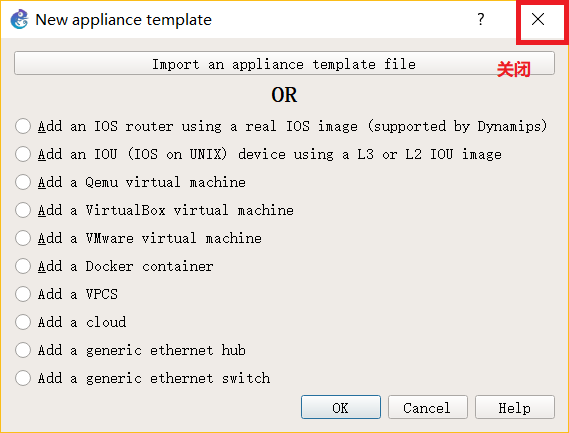 New appliance template
?
Import an appliance template file
关闭
OR
Add an IOS router using a real IOS image (supported by Dynamips)
Add an IOU (IOS on UNIX) device using a L3 or L2 IOU image
Add a Qemu virtual machine
Add a VirtualBox virtual machine
Add a VMware virtual machine
Add a Docker container
Add a VPCS
Add a cloud
Add a generic ethernet hub
Add a generic ethernet switch
OK Cancel Help